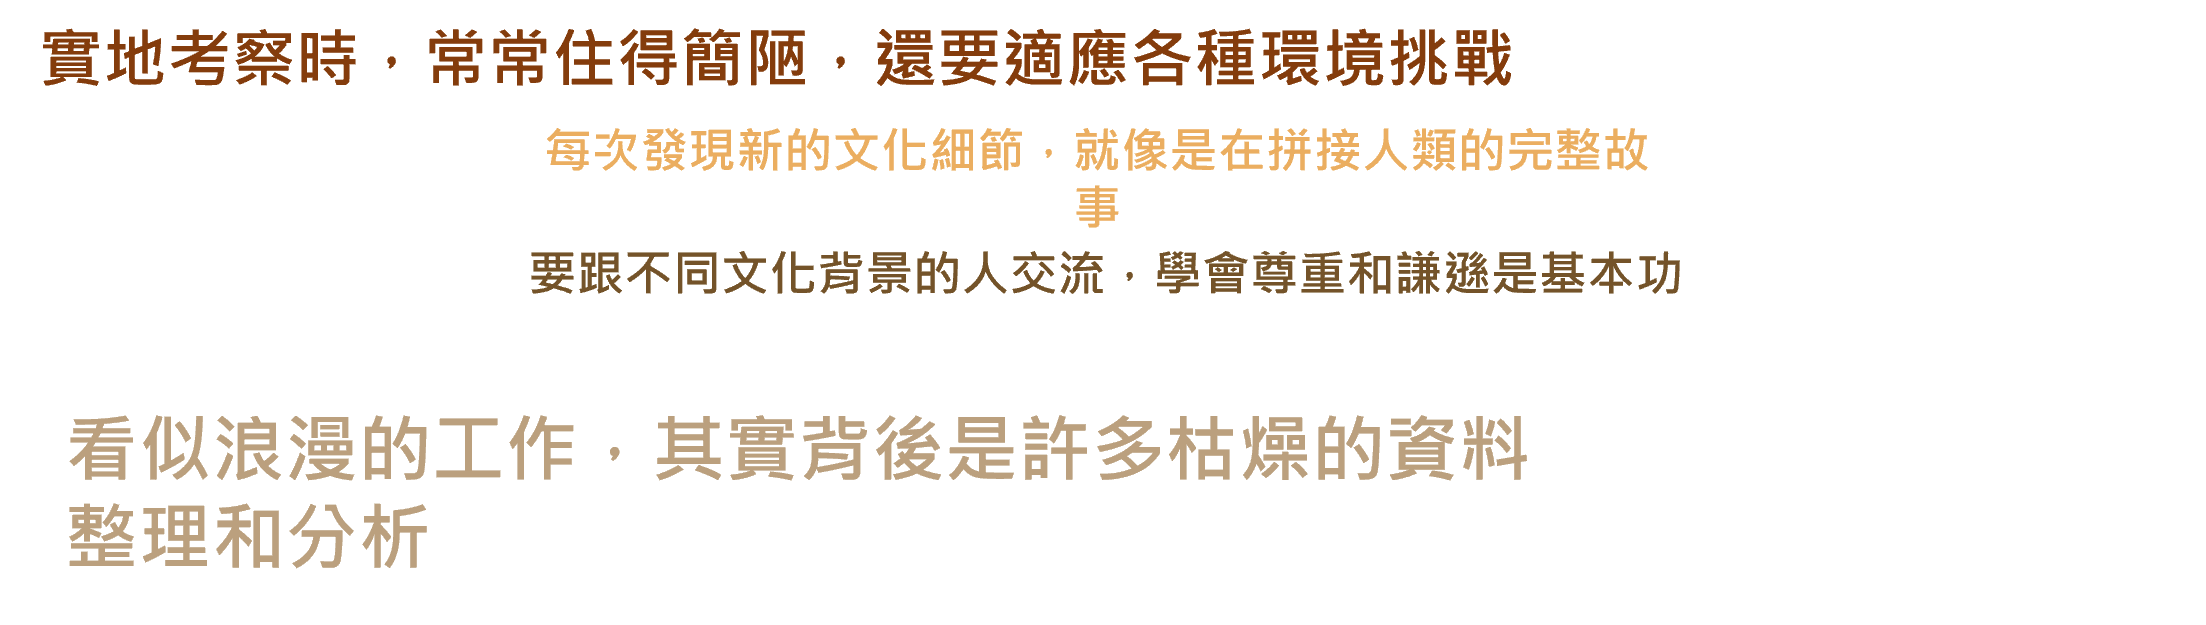 實地考察時，常常住得簡陋，還要適應各種環境挑戰
每次發現新的文化細節，就像是在拼接人類的完整故
事
要跟不同文化背景的人交流，學會尊重和謙遜是基本功
看似浪漫的工作，其實背後是許多枯燥的資料
整理和分析